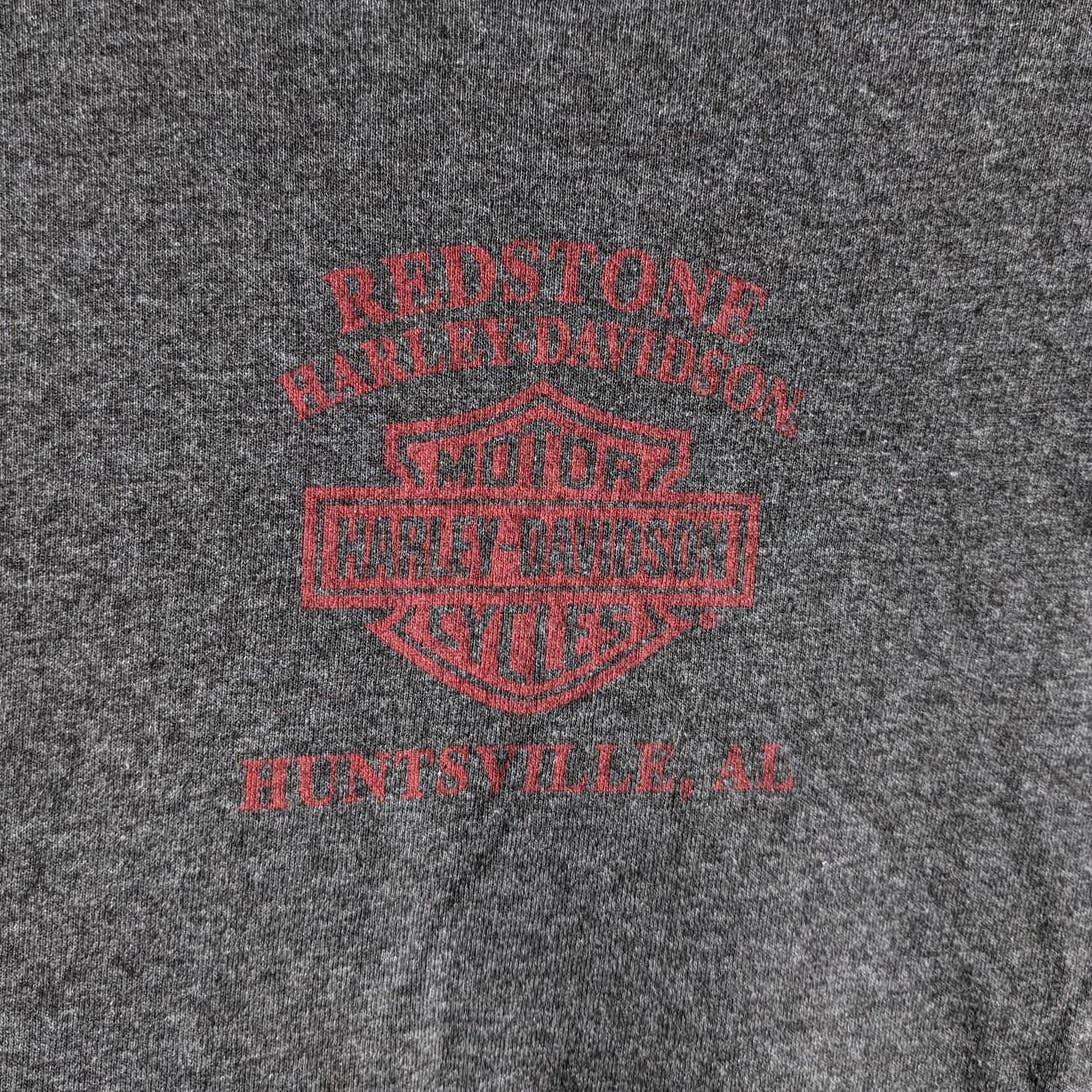 REDSTONE
HARLEY-DAVIDSON
MOTOR
HARLEY-DAVIDSON
CYCLES
®
HUNTSVILLE, AL